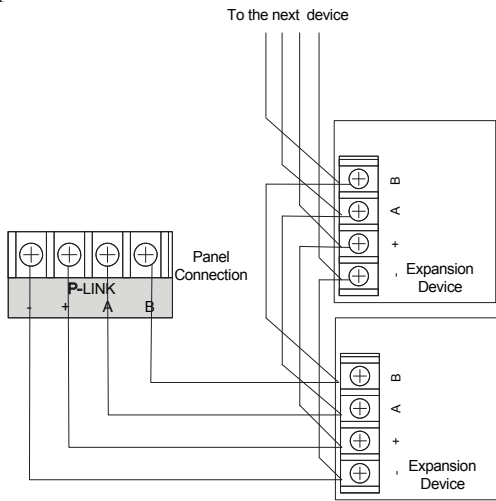 To the next device
B
A
+
-
Expansion
Device
Panel
Connection
P-LINK
- + A B
B
A
+
-
Expansion
Device